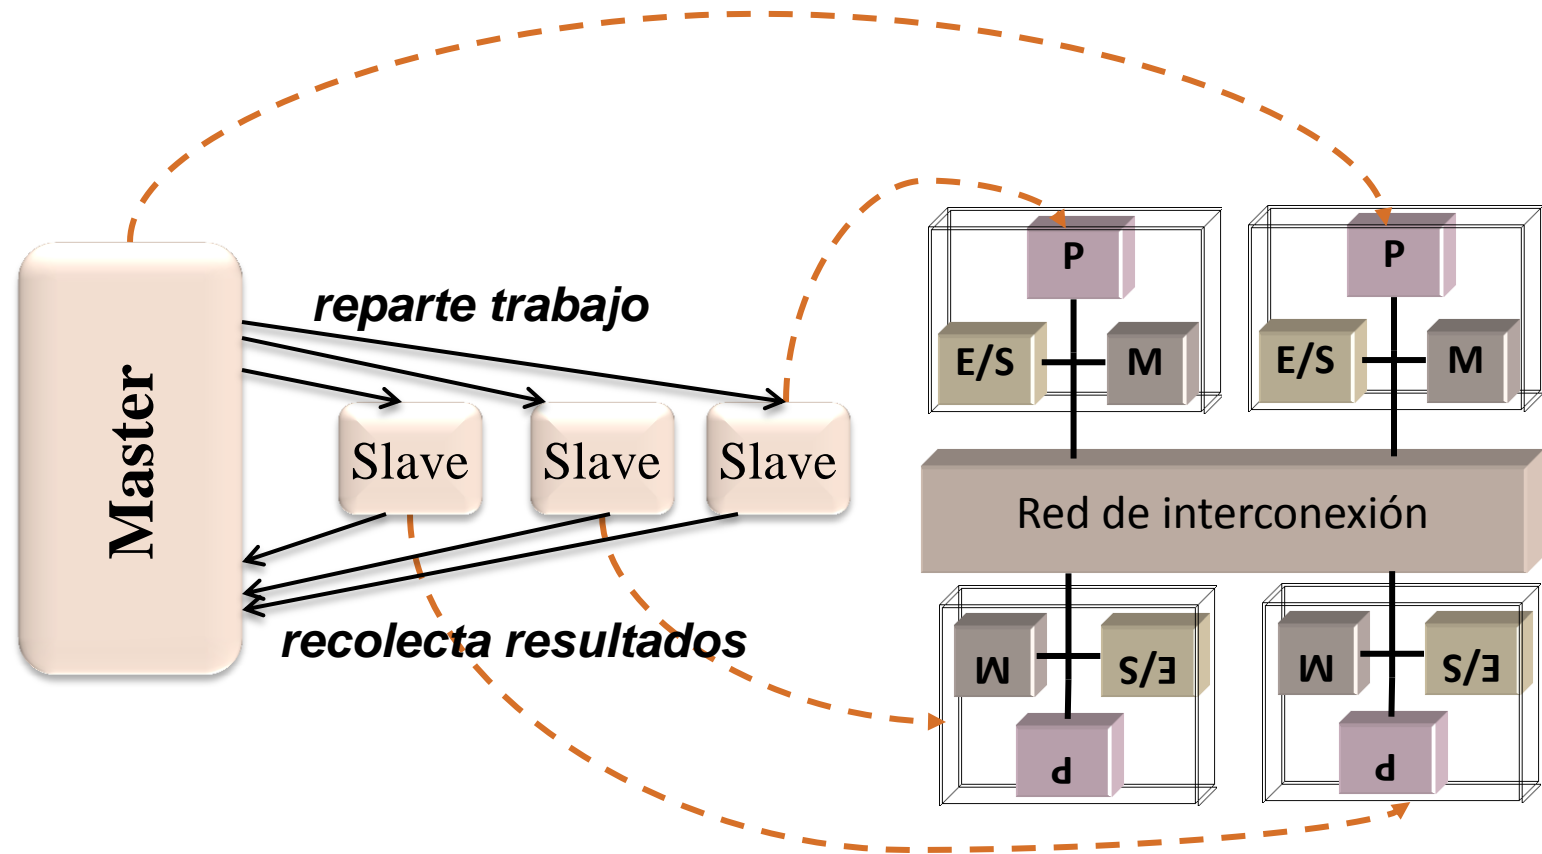 Master
reparte trabajo
Slave
Slave
Slave
recolecta resultados
P
E/S
M
P
E/S
M
Red de interconexión
M
E/S
P
M
E/S
P